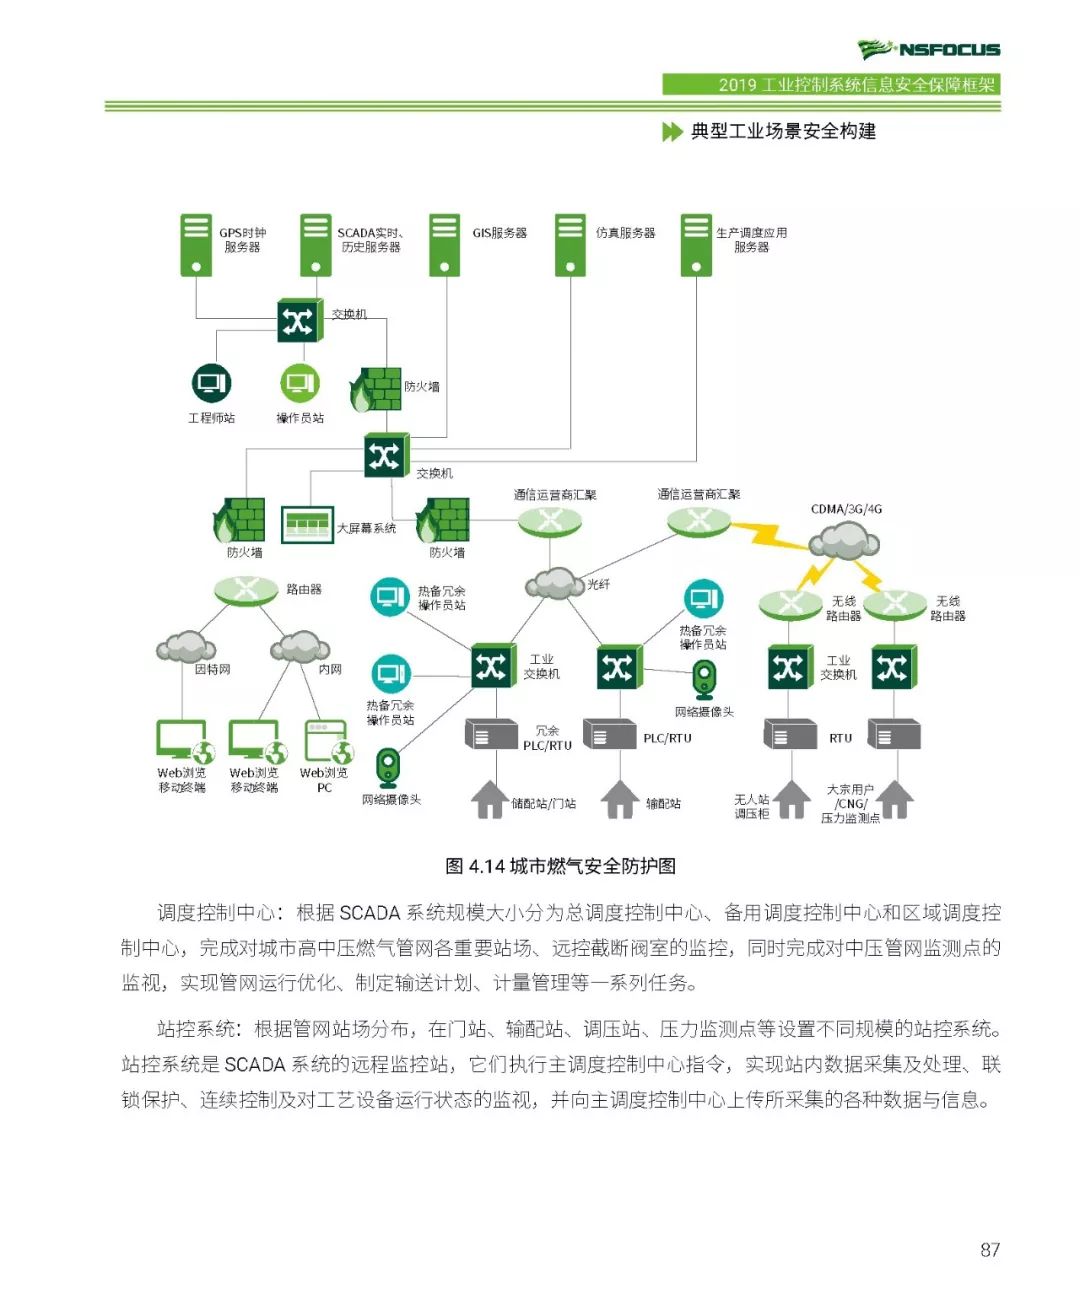 NSFOCUS
2019 工业控制系统信息安全保障框架
典型工业场景安全构建
GPS时钟
服务器
SCADA实时、
历史服务器
GIS服务器
仿真服务器
生产调度应用
服务器
交换机
工程师站
操作员站
防火墙
交换机
防火墙
大屏幕系统
防火墙
通信运营商汇聚
通信运营商汇聚
CDMA/3G/4G
路由器
热备冗余
操作员站
光纤
热备冗余
操作员站
无线
路由器
无线
路由器
因特网
内网
热备冗余
操作员站
工业
交换机
网络摄像头
工业
交换机
冗余
PLC/RTU
PLC/RTU
RTU
Web浏览
移动终端
Web浏览
移动终端
Web浏览
PC
网络摄像头
储配站/门站
输配站
无人站
调压柜
大宗用户
/CNG/
压力监测点
图 4.14 城市燃气安全防护图
调度控制中心：根据 SCADA 系统规模大小分为总调度控制中心、备用调度控制中心和区域调度控
制中心，完成对城市高中压燃气管网各重要站场、远控截断阀室的监控，同时完成对中压管网监测点的
监视，实现管网运行优化、制定输送计划、计量管理等一系列任务。
站控系统：根据管网站场分布，在门站、输配站、调压站、压力监测点等设置不同规模的站控系统。
站控系统是 SCADA 系统的远程监控站，它们执行主调度控制中心指令，实现站内数据采集及处理、联
锁保护、连续控制及对工艺设备运行状态的监视，并向主调度控制中心上传所采集的各种数据与信息。
87